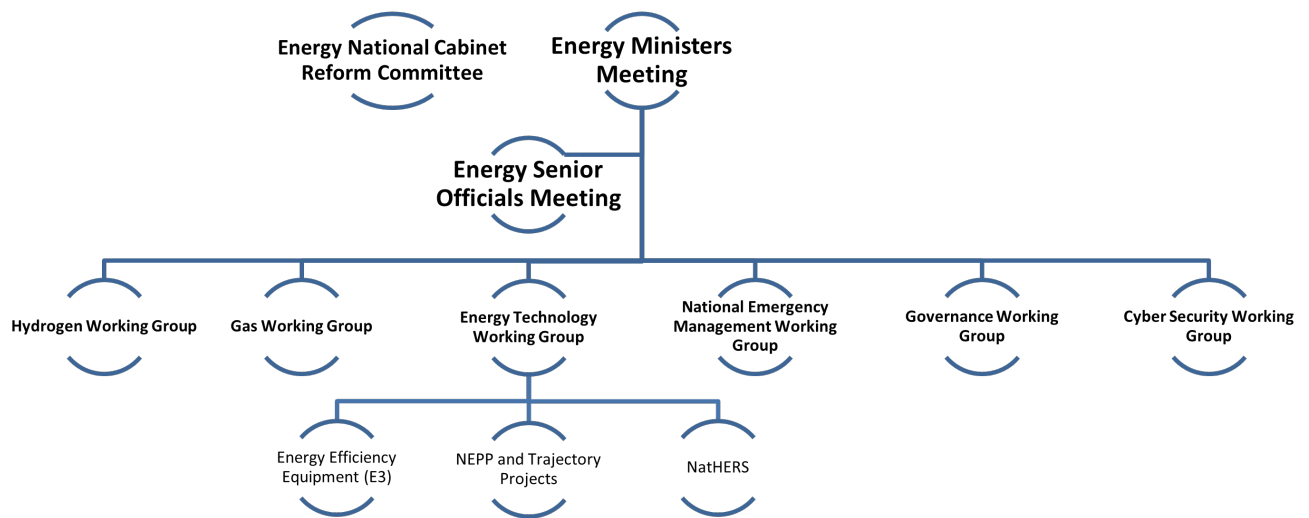 Energy National Cabinet
Reform Committee
Energy Ministers
Meeting
Energy Senior
Officials Meeting
Hydrogen Working Group
Gas Working Group
Energy Technology
Working Group
National Emergency
Management Working
Group
Governance Working
Group
Cyber Security Working
Group
Energy Efficiency
Equipment (E3)
NEPP and Trajectory
Projects
NatHERS